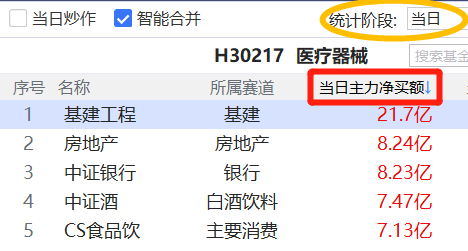 当日炒作 智能合并 统计阶段: 当日
H30217 医疗器械 搜索基金
序号 名称 所属赛道 当日主力净买额↓
1 基建工程 基建 21.7亿
2 房地产 房地产 8.24亿
3 中证银行 银行 8.23亿
4 中证酒 白酒饮料 7.47亿
5 CS食品饮 主要消费 7.13亿